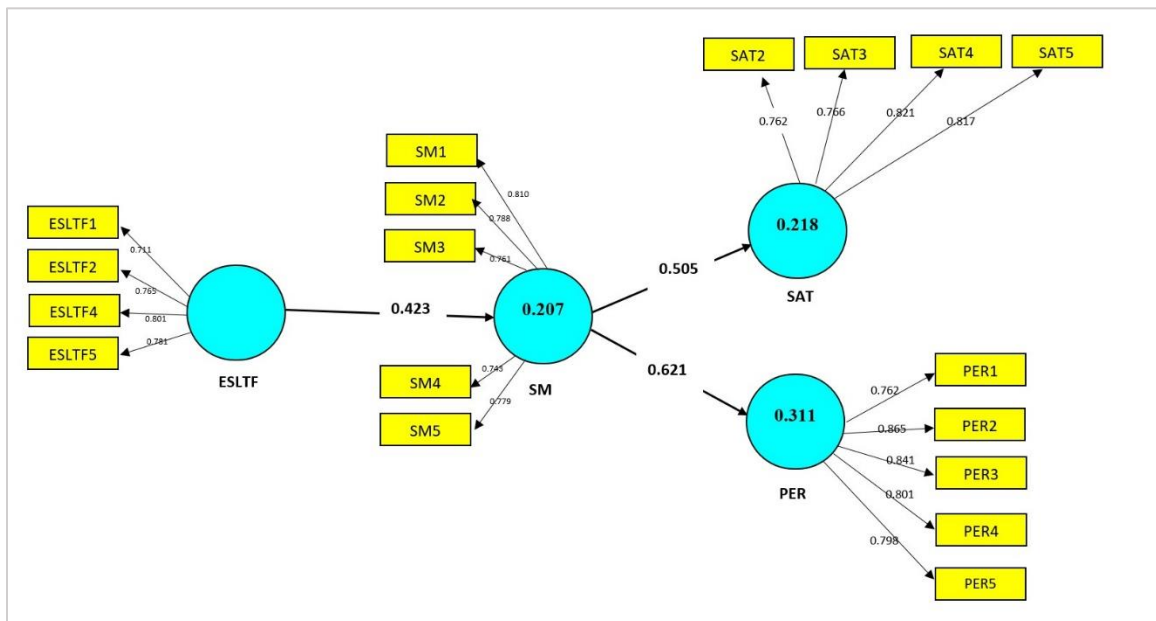 SAT2
SAT3
SAT4
SAT5
0.762
0.766
0.821
0.817
SM1
SM2
SM3
0.810
0.788
0.761
ESLTF1
ESLTF2
ESLTF4
ESLTF5
0.711
0.765
0.801
0.781
ESLTF
0.423
0.207
SM
SM4
SM5
0.743
0.779
0.505
0.218
SAT
0.621
0.311
PER
0.762
0.865
0.841
0.801
0.798
PER1
PER2
PER3
PER4
PER5